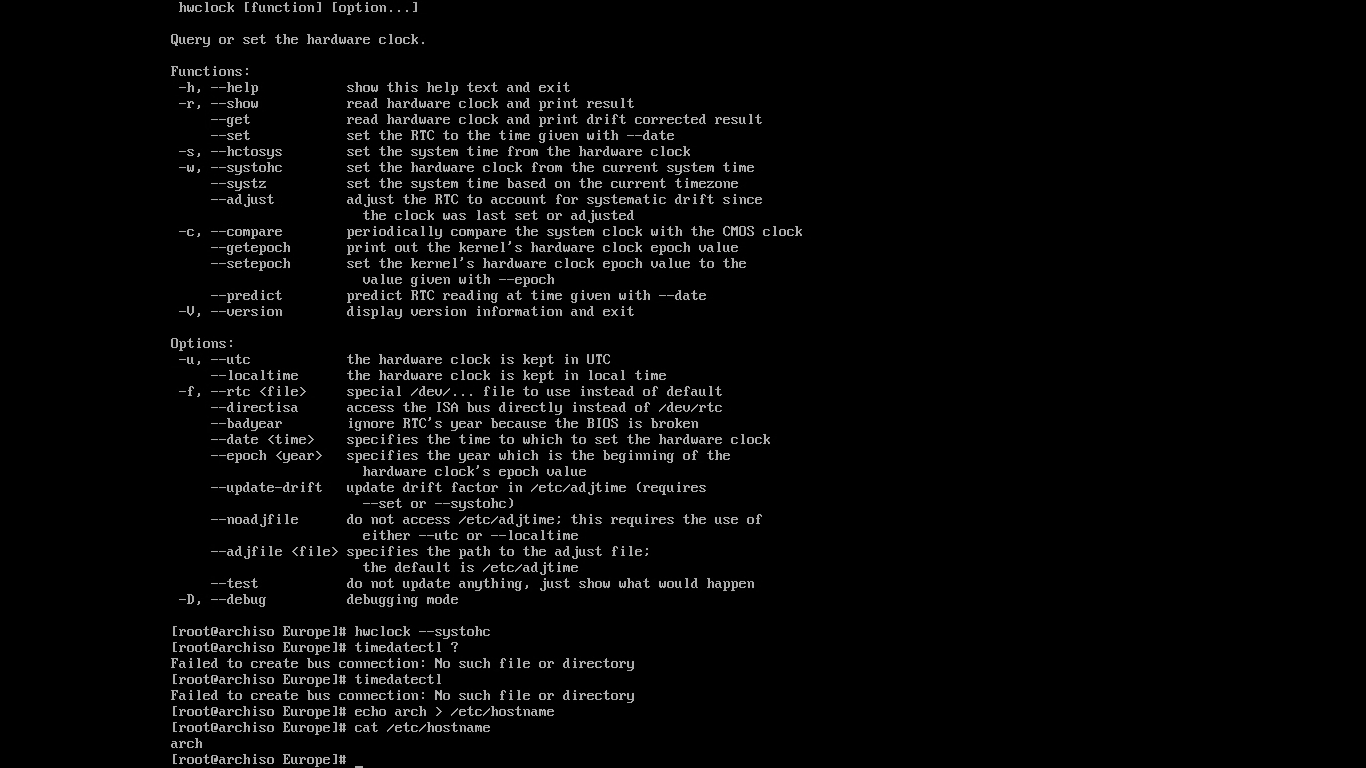 hwclock [function] [option...]
Query or set the hardware clock.
Functions:
-h, --help show this help text and exit
-r, --show read hardware clock and print result
--get read hardware clock and print drift corrected result
--set set the RTC to the time given with --date
-s, --hctosys set the system time from the hardware clock
-w, --systohc set the hardware clock from the current system time
--systz set the system time based on the current timezone
--adjust adjust the RTC to account for systematic drift since
the clock was last set or adjusted
-c, --compare periodically compare the system clock with the CMOS clock
--getepoch print out the kernel's hardware clock epoch value
--setepoch set the kernel's hardware clock epoch value to the
value given with --epoch
--predict predict RTC reading at time given with --date
-V, --version display version information and exit
Options:
-u, --utc the hardware clock is kept in UTC
--localtime the hardware clock is kept in local time
-f, --rtc <file> special /dev/... file to use instead of default
--directisa access the ISA bus directly instead of /dev/rtc
--badyear ignore RTC's year because the BIOS is broken
--date <time> specifies the time to which to set the hardware clock
--epoch <year> specifies the year which is the beginning of the
hardware clock's epoch value
--update-drift update drift factor in /etc/adjtime (requires
--set or --systohc)
--noadjfile do not access /etc/adjtime; this requires the use of
either --utc or --localtime
--adjfile <file> specifies the path to the adjust file;
the default is /etc/adjtime
--test do not update anything, just show what would happen
-D, --debug debugging mode
[root@archiso Europe]# hwclock --systohc
[root@archiso Europe]# timedatectl ?
Failed to create bus connection: No such file or directory
[root@archiso Europe]# timedatectl
Failed to create bus connection: No such file or directory
[root@archiso Europe]# echo arch > /etc/hostname
[root@archiso Europe]# cat /etc/hostname
arch
[root@archiso Europe]# _